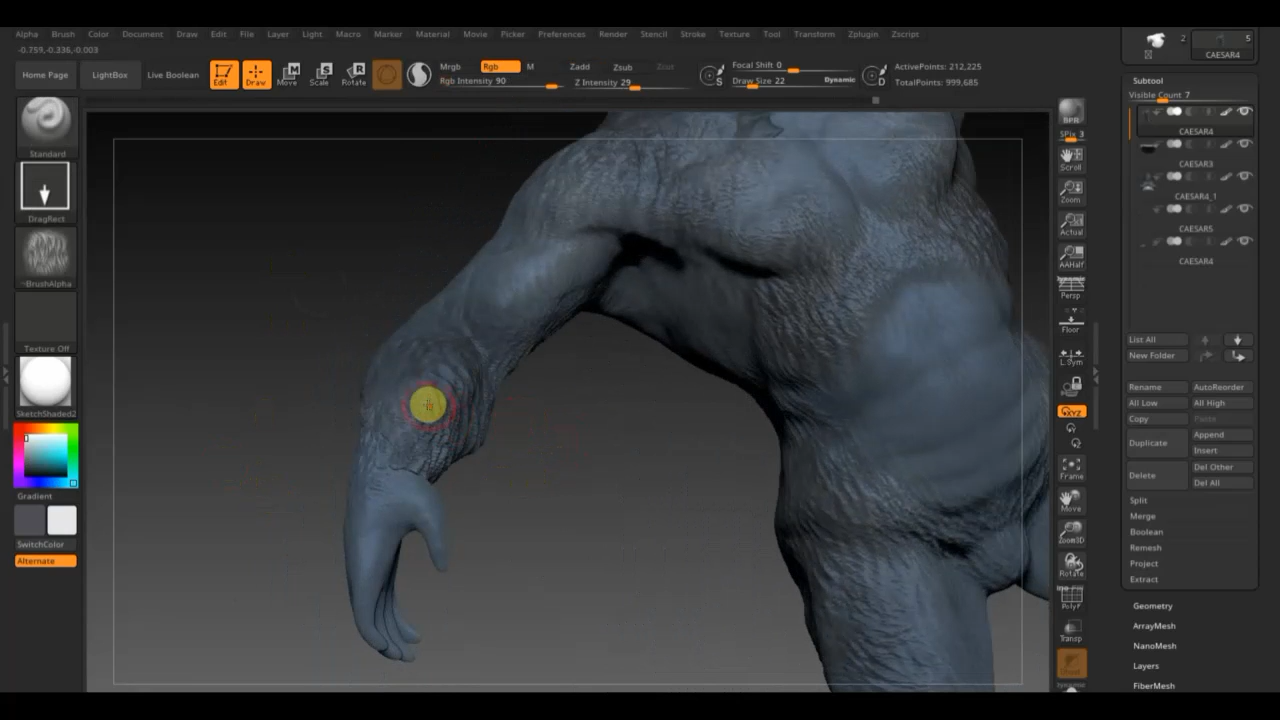 Alpha Brush Color Document Draw Edit File Layer Light Macro Marker Material Movie Picker Preferences Render Stencil Stroke Texture Tool Transform Zplugin Zscript
-0.759,-0.336,-0.003
2 5
CAESAR4
Home Page LightBox Live Boolean Edit Draw Move Scale Rotate
Mrgb Rgb M Zadd Zsub Zcut
Rgb Intensity 90 Z Intensity 29
S Focal Shift 0
Draw Size 22 Dynamic D
ActivePoints: 212,225
TotalPoints: 999,685
Standard
DragRect
~BrushAlpha
Texture Off
SketchShaded2
Gradient
SwitchColor
Alternate
BPR
SPix 3
Scroll
Zoom
Actual
AAHalf
Dynamic
Persp
Floor
L.Sym
XYZ
Frame
Move
Zoom3D
Rotate
PolyF
Transp
Dynamic
Subtool
Visible Count 7
CAESAR4
CAESAR3
CAESAR4_1
CAESAR5
CAESAR4
List All
New Folder
Rename AutoReorder
All Low All High
Copy Paste
Duplicate Append
Insert
Delete Del Other
Del All
Split
Merge
Boolean
Remesh
Project
Extract
Geometry
ArrayMesh
NanoMesh
Layers
FiberMesh